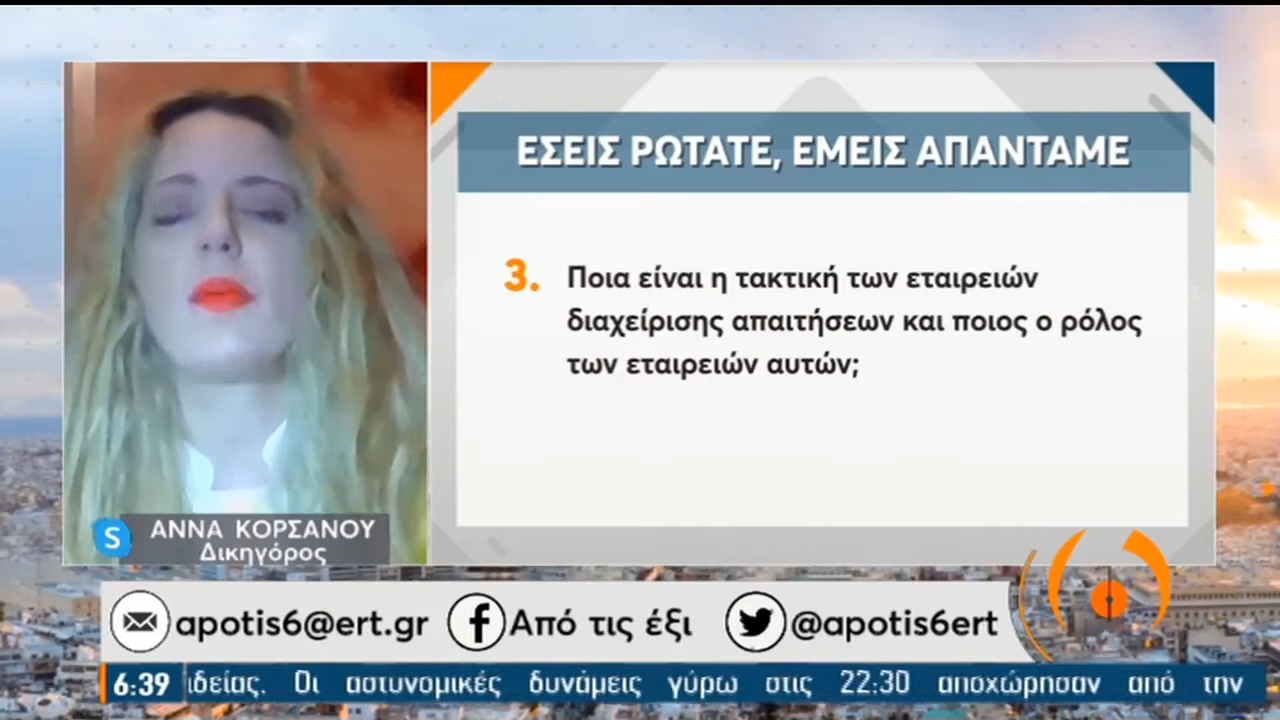 ΕΣΕΙΣ ΡΩΤΑΤΕ, ΕΜΕΙΣ ΑΠΑΝΤΑΜΕ
3. Ποια είναι η τακτική των εταιρειών
διαχείρισης απαιτήσεων και ποιος ο ρόλος
των εταιρειών αυτών;
S ΑΝΝΑ ΚΟΡΣΑΝΟΥ
Δικηγόρος
apotis6@ert.gr f Από τις έξι @apotis6ert
6:39 ιδείας. Οι αστυνομικές δυνάμεις γύρω στις 22:30 αποχώρησαν από την